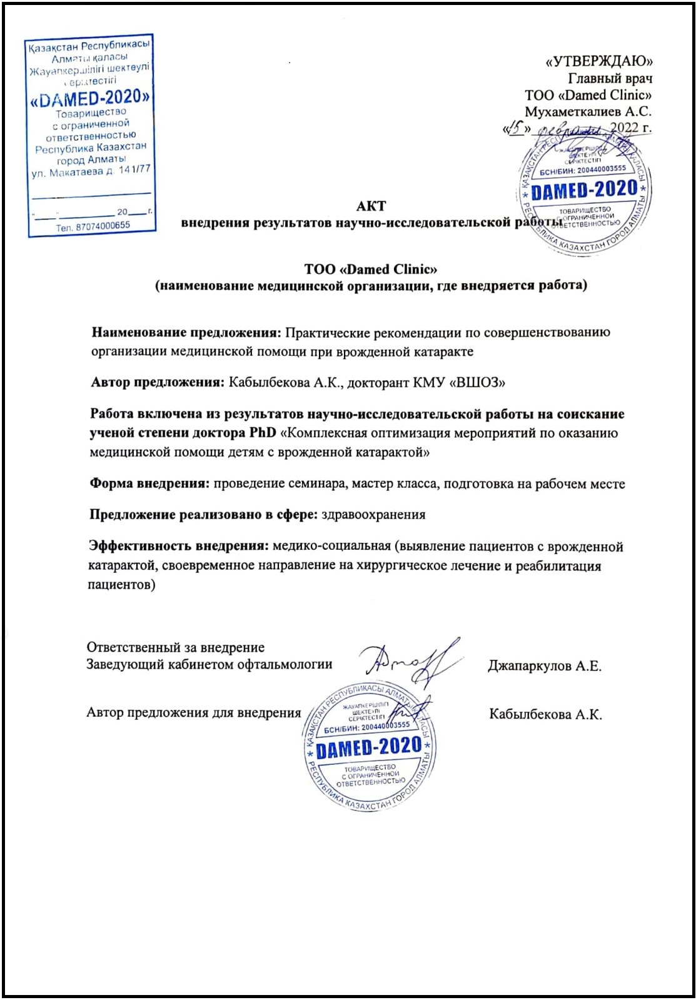 Қазақстан Республикасы
Алматы қаласы
Жауапкершілігі шектеулі
серіктестігі
«DAMED-2020»
Товарищество
с ограниченной
ответственностью
Республика Казахстан
город Алматы
ул. Макатаева д. 141/77
"____"____________ 20____г.
Тел. 87074000655
«УТВЕРЖДАЮ»
Главный врач
ТОО «Damed Clinic»
Мухаметкалиев А.С.
«15» февраля 2022 г.
ҚАЗАҚСТАН РЕСПУБЛИКАСЫ АЛМАТЫ ҚАЛАСЫ
ЖАУАПКЕРШІЛІГІ
ШЕКТЕУЛІ
СЕРІКТЕСТІГІ
БСН/БИН: 200440003555
* DAMED-2020 *
ТОВАРИЩЕСТВО
С ОГРАНИЧЕННОЙ
ОТВЕТСТВЕННОСТЬЮ
РЕСПУБЛИКА КАЗАХСТАН ГОРОД АЛМАТЫ
АКТ
внедрения результатов научно-исследовательской работы
ТОО «Damed Clinic»
(наименование медицинской организации, где внедряется работа)
Наименование предложения: Практические рекомендации по совершенствованию
организации медицинской помощи при врожденной катаракте
Автор предложения: Кабылбекова А.К., докторант КМУ «ВШОЗ»
Работа включена из результатов научно-исследовательской работы на соискание
ученой степени доктора PhD «Комплексная оптимизация мероприятий по оказанию
медицинской помощи детям с врожденной катарактой»
Форма внедрения: проведение семинара, мастер класса, подготовка на рабочем месте
Предложение реализовано в сфере: здравоохранения
Эффективность внедрения: медико-социальная (выявление пациентов с врожденной
катарактой, своевременное направление на хирургическое лечение и реабилитация
пациентов)
Ответственный за внедрение
Заведующий кабинетом офтальмологии Джапаркулов А.Е.
Автор предложения для внедрения Кабылбекова А.К.
ҚАЗАҚСТАН РЕСПУБЛИКАСЫ АЛМАТЫ ҚАЛАСЫ
ЖАУАПКЕРШІЛІГІ
ШЕКТЕУЛІ
СЕРІКТЕСТІГІ
БСН/БИН: 200440003555
* DAMED-2020 *
ТОВАРИЩЕСТВО
С ОГРАНИЧЕННОЙ
ОТВЕТСТВЕННОСТЬЮ
РЕСПУБЛИКА КАЗАХСТАН ГОРОД АЛМАТЫ